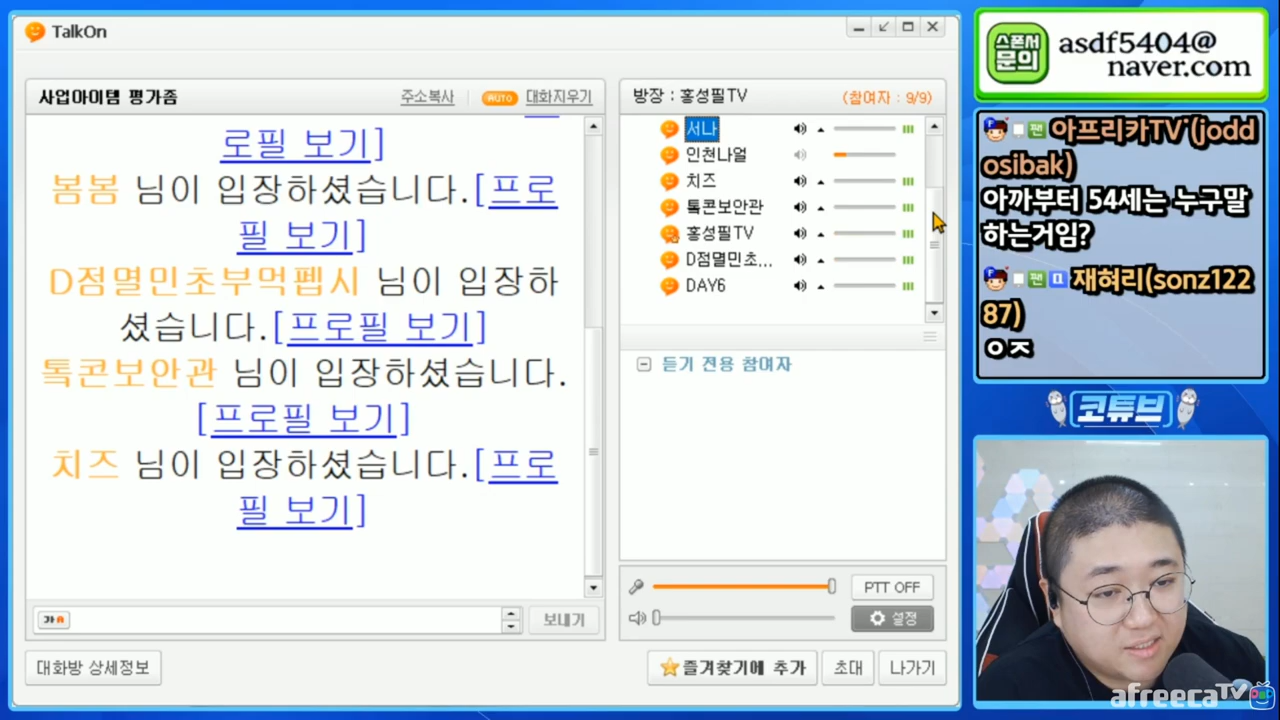 TalkOn
사업아이템 평가좀
주소복사
AUTO
대화지우기
로필 보기]
봄봄 님이 입장하셨습니다.[프로
필 보기]
D점멸민초부먹펩시 님이 입장하
셨습니다.[프로필 보기]
톡콘보안관 님이 입장하셨습니다.
[프로필 보기]
치즈 님이 입장하셨습니다.[프로
필 보기]
가A
보내기
대화방 상세정보
방장 : 홍성필TV
(참여자 : 9/9)
서나
인천나얼
치즈
톡콘보안관
홍성필TV
D점멸민초...
DAY6
듣기 전용 참여자
PTT OFF
설정
즐겨찾기에 추가
초대
나가기
스폰서
문의
asdf5404@
naver.com
F 팬 아프리카TV*(jodd
osibak)
아까부터 54세는 누구말
하는거임?
F 팬 재혀리(sonz122
87)
ㅇㅈ
코튜브
afreecaTV